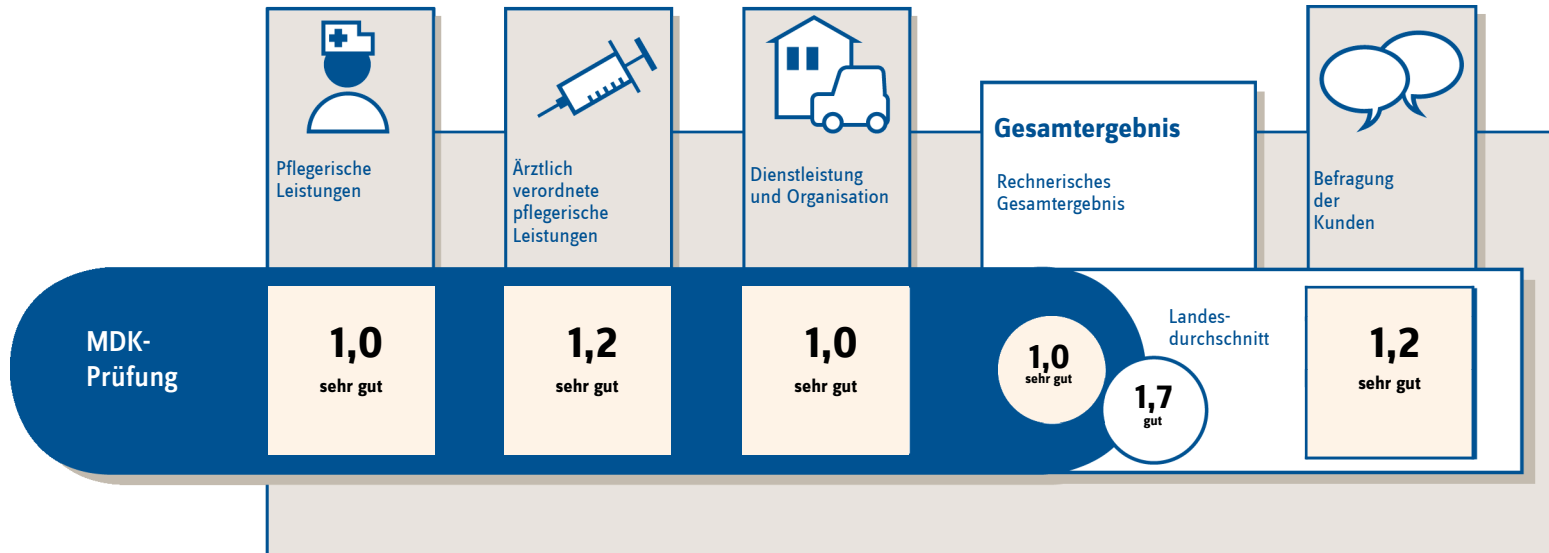 Pflegerische
Leistungen
Ärztlich
verordnete
pflegerische
Leistungen
Dienstleistung
und Organisation
Gesamtergebnis
Rechnerisches
Gesamtergebnis
Befragung
der
Kunden
MDK-
Prüfung
1,0
sehr gut
1,2
sehr gut
1,0
sehr gut
1,0
sehr gut
Landes-
durchschnitt
1,7
gut
1,2
sehr gut